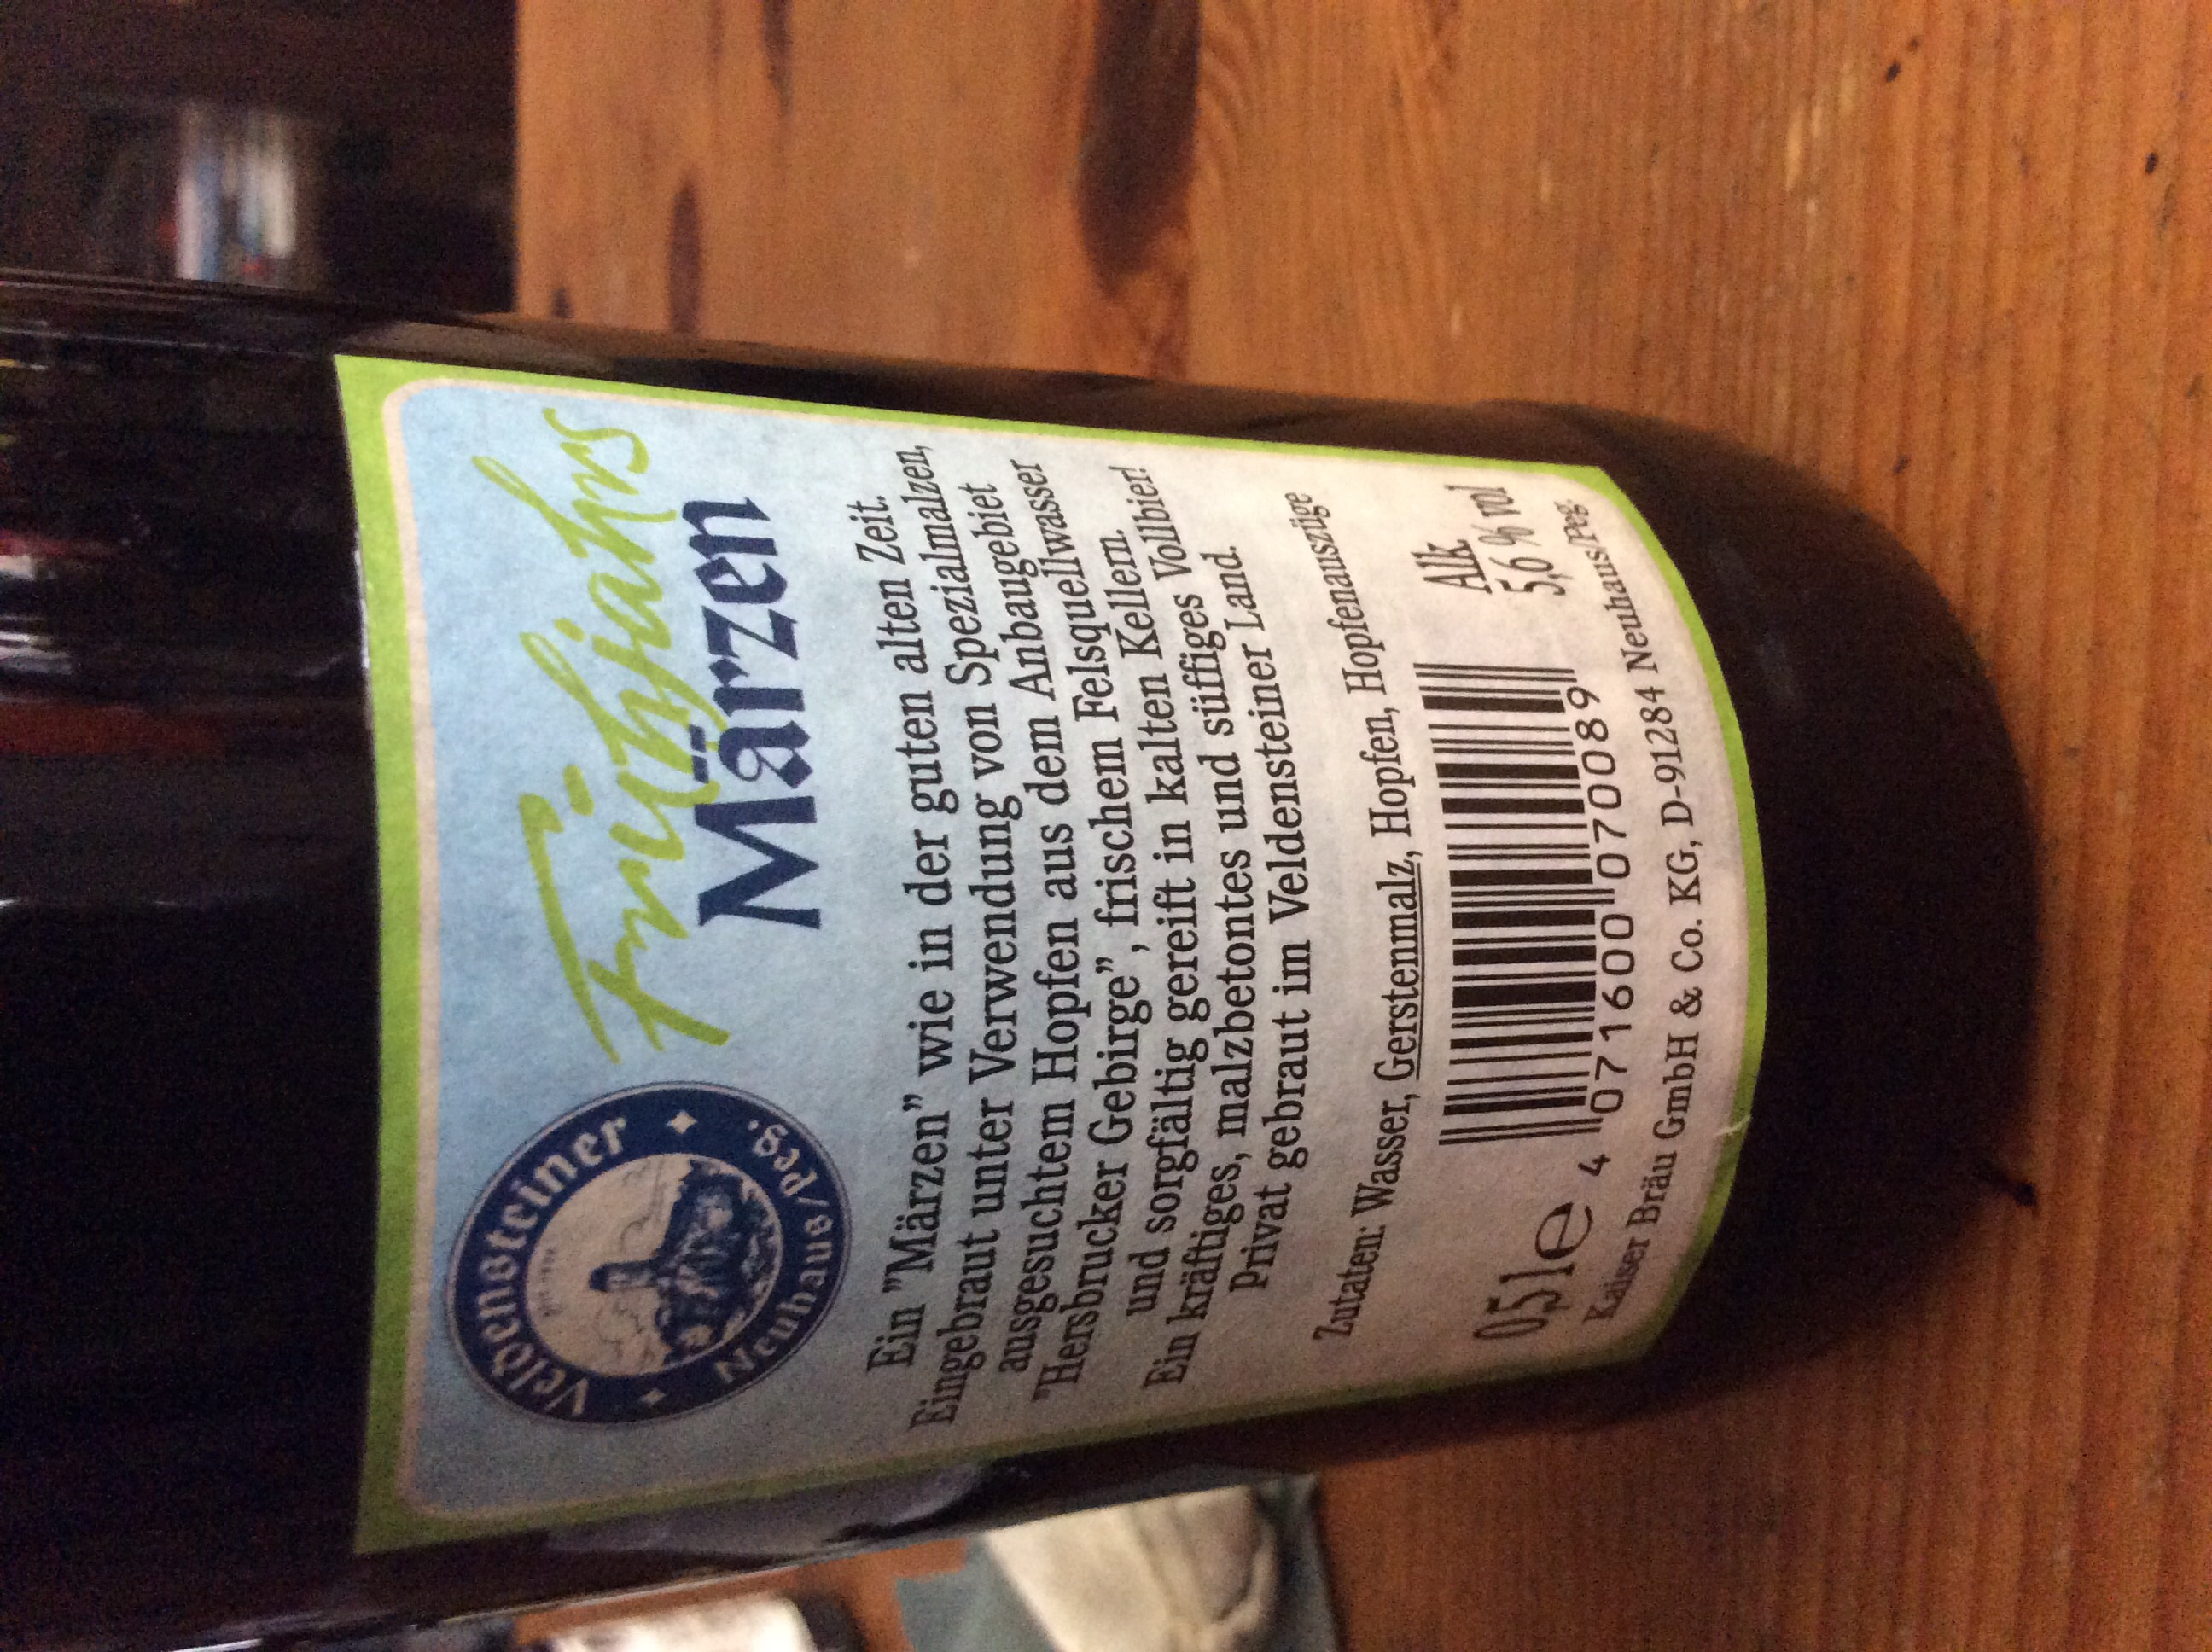 Veldensteiner
Neuhaus/Peg.
Frühjahrs
Märzen
Ein "Märzen" wie in der guten alten Zeit.
Eingebraut unter Verwendung von Spezialmalzen,
ausgesuchtem Hopfen aus dem Anbaugebiet
"Hersbrucker Gebirge", frischem Felsquellwasser
und sorgfältig gereift in kalten Kellern.
Ein kräftiges, malzbetontes und süffiges Vollbier!
Privat gebraut im Veldensteiner Land.
Zutaten: Wasser, Gerstenmalz, Hopfen, Hopfenauszüge
0,5 l e
4 071600 070089
Alk.
5,6 % vol
Kaiser Bräu GmbH & Co. KG, D-91284 Neuhaus/Peg.